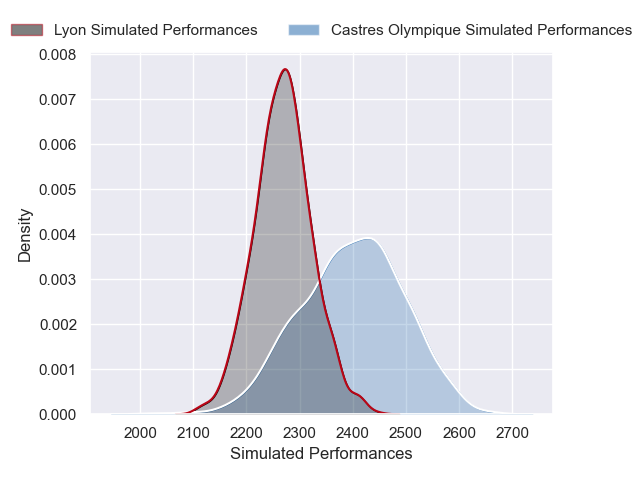 Lyon Simulated Performances
Castres Olympique Simulated Performances
0.008
0.007
0.006
0.005
0.004
0.003
0.002
0.001
0.000
Density
2000 2100 2200 2300 2400 2500 2600 2700
Simulated Performances